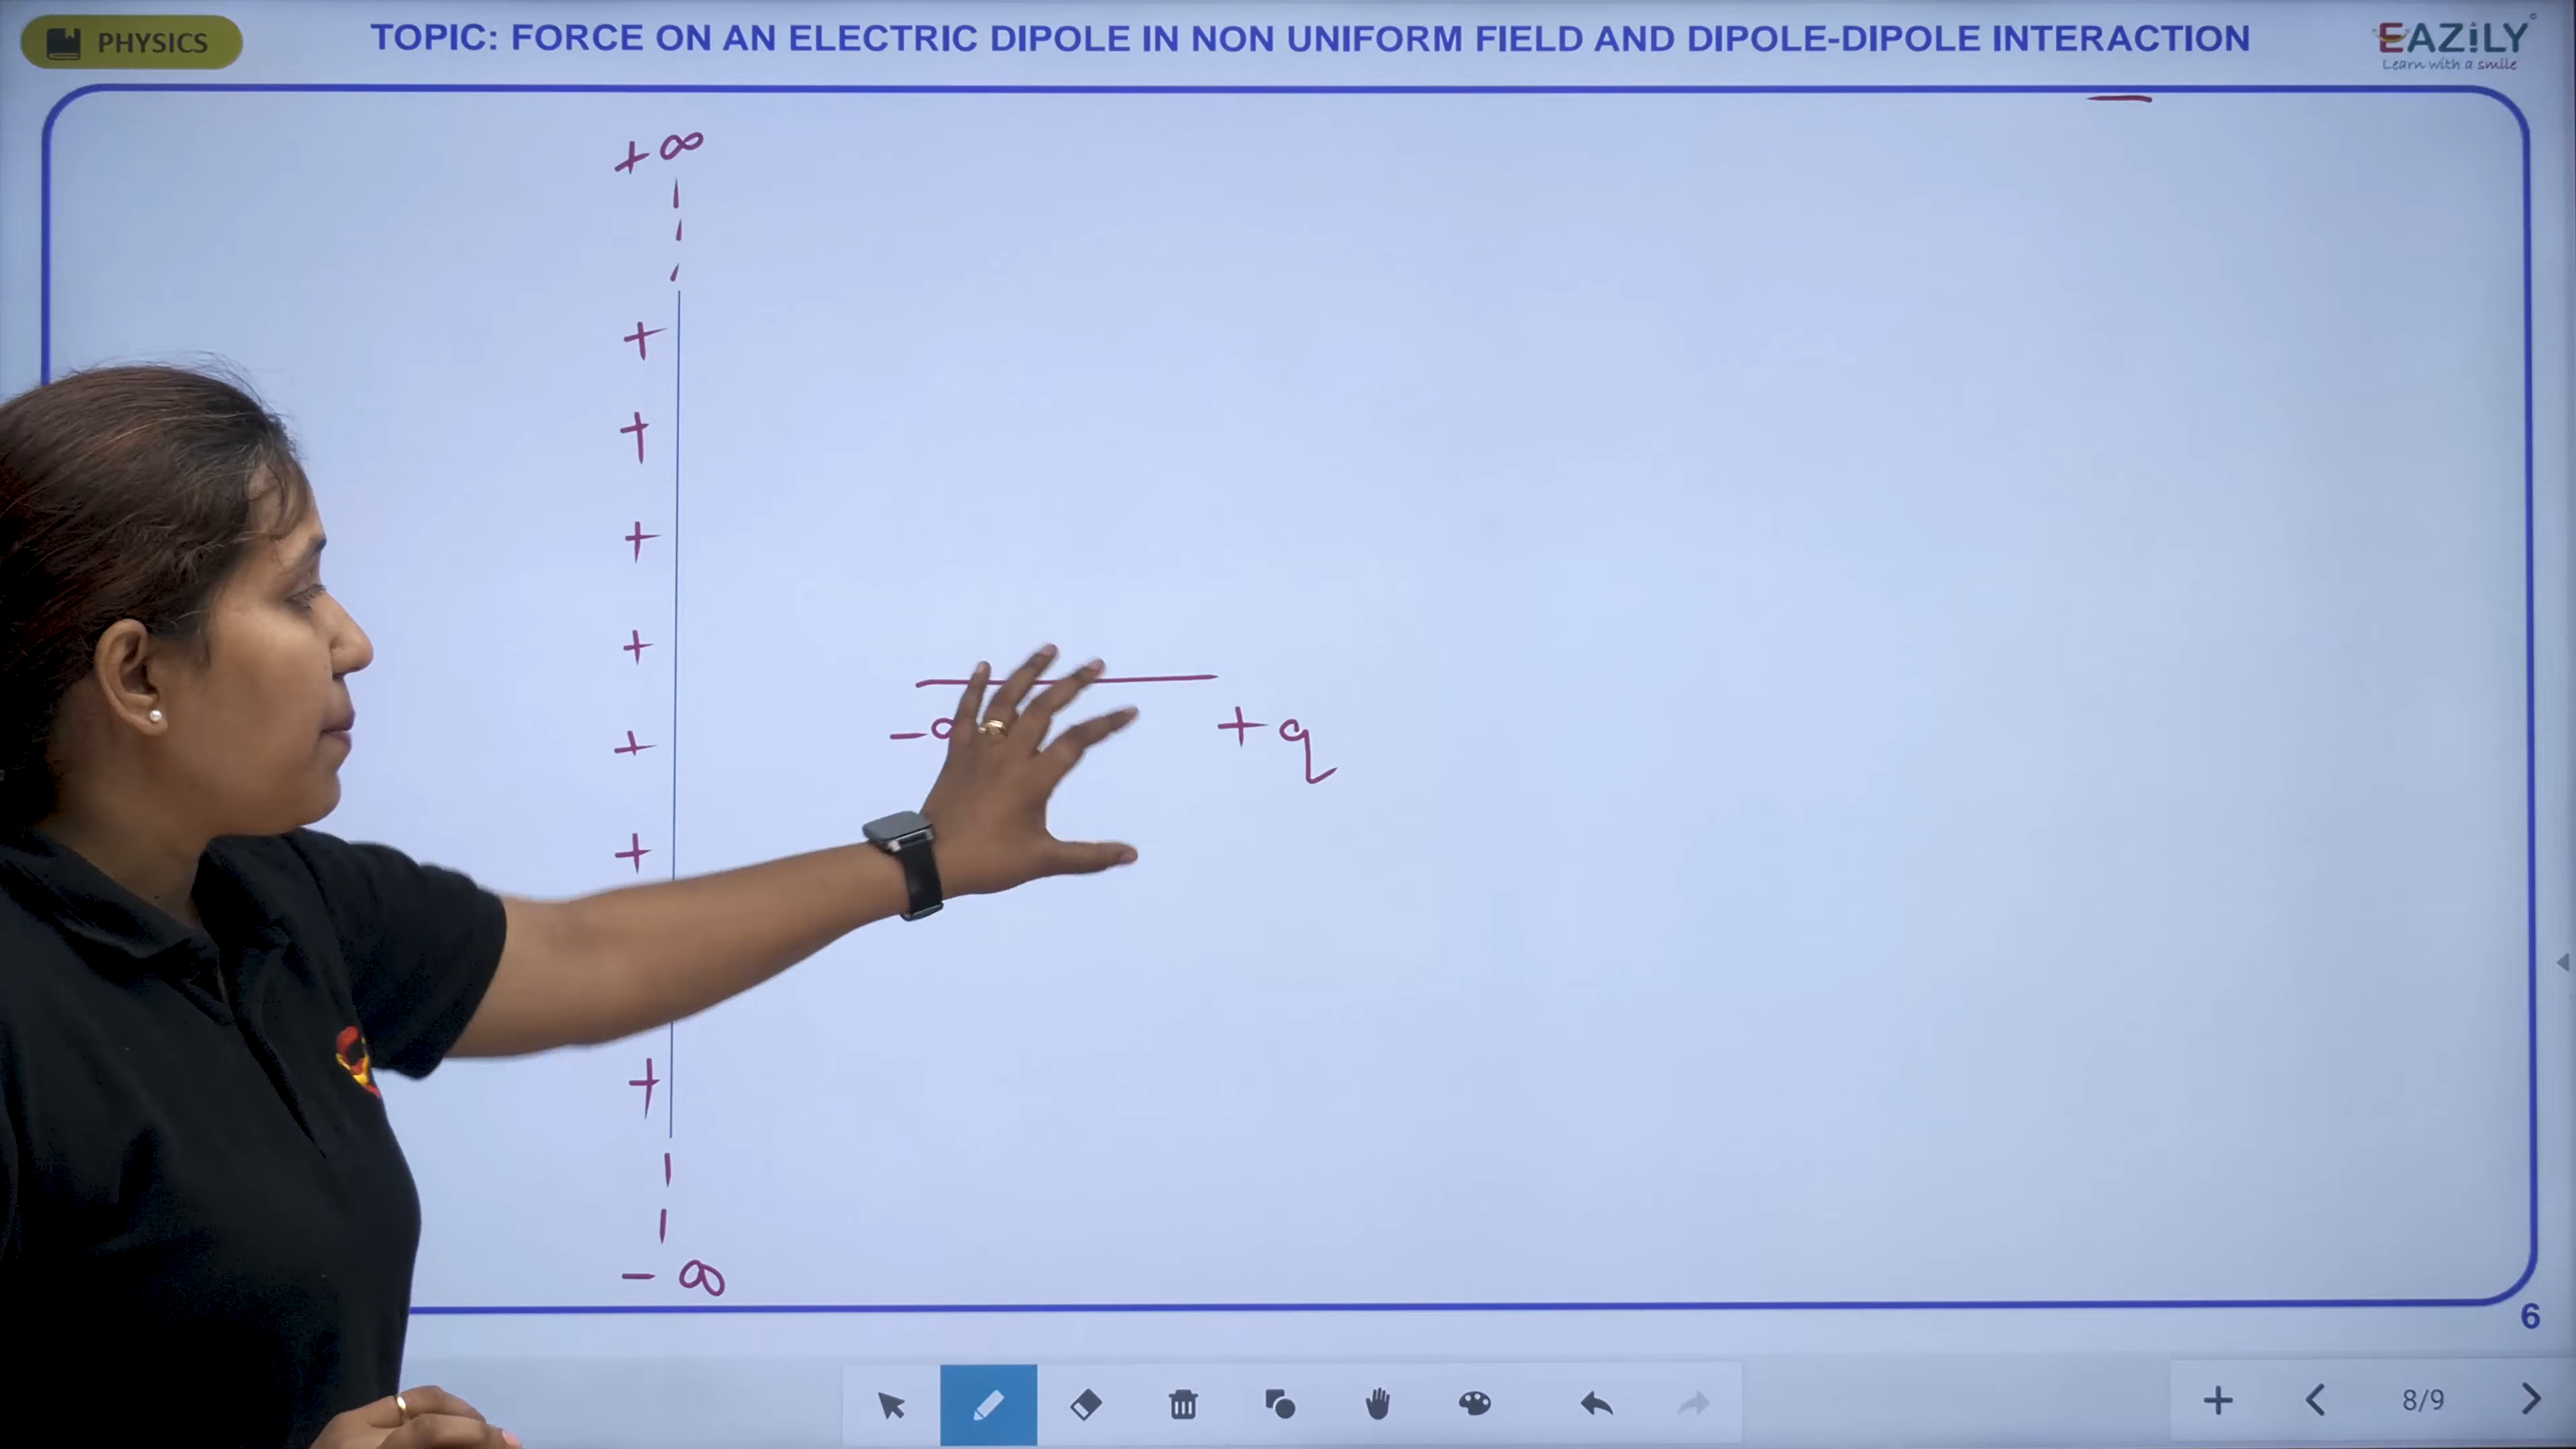 PHYSICS
TOPIC: FORCE ON AN ELECTRIC DIPOLE IN NON UNIFORM FIELD AND DIPOLE-DIPOLE INTERACTION
EAZiLY
Learn with a smile
+∞
+
+
+
+
+
+
+
-∞
-q
+q
6
8/9